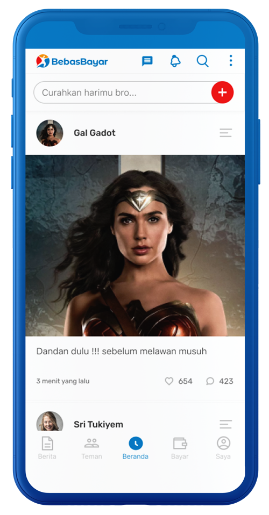 BebasBayar
Curahkan harimu bro...
Gal Gadot
Dandan dulu !!! sebelum melawan musuh
3 menit yang lalu
654
423
Sri Tukiyem
Berita
Teman
Beranda
Bayar
Saya